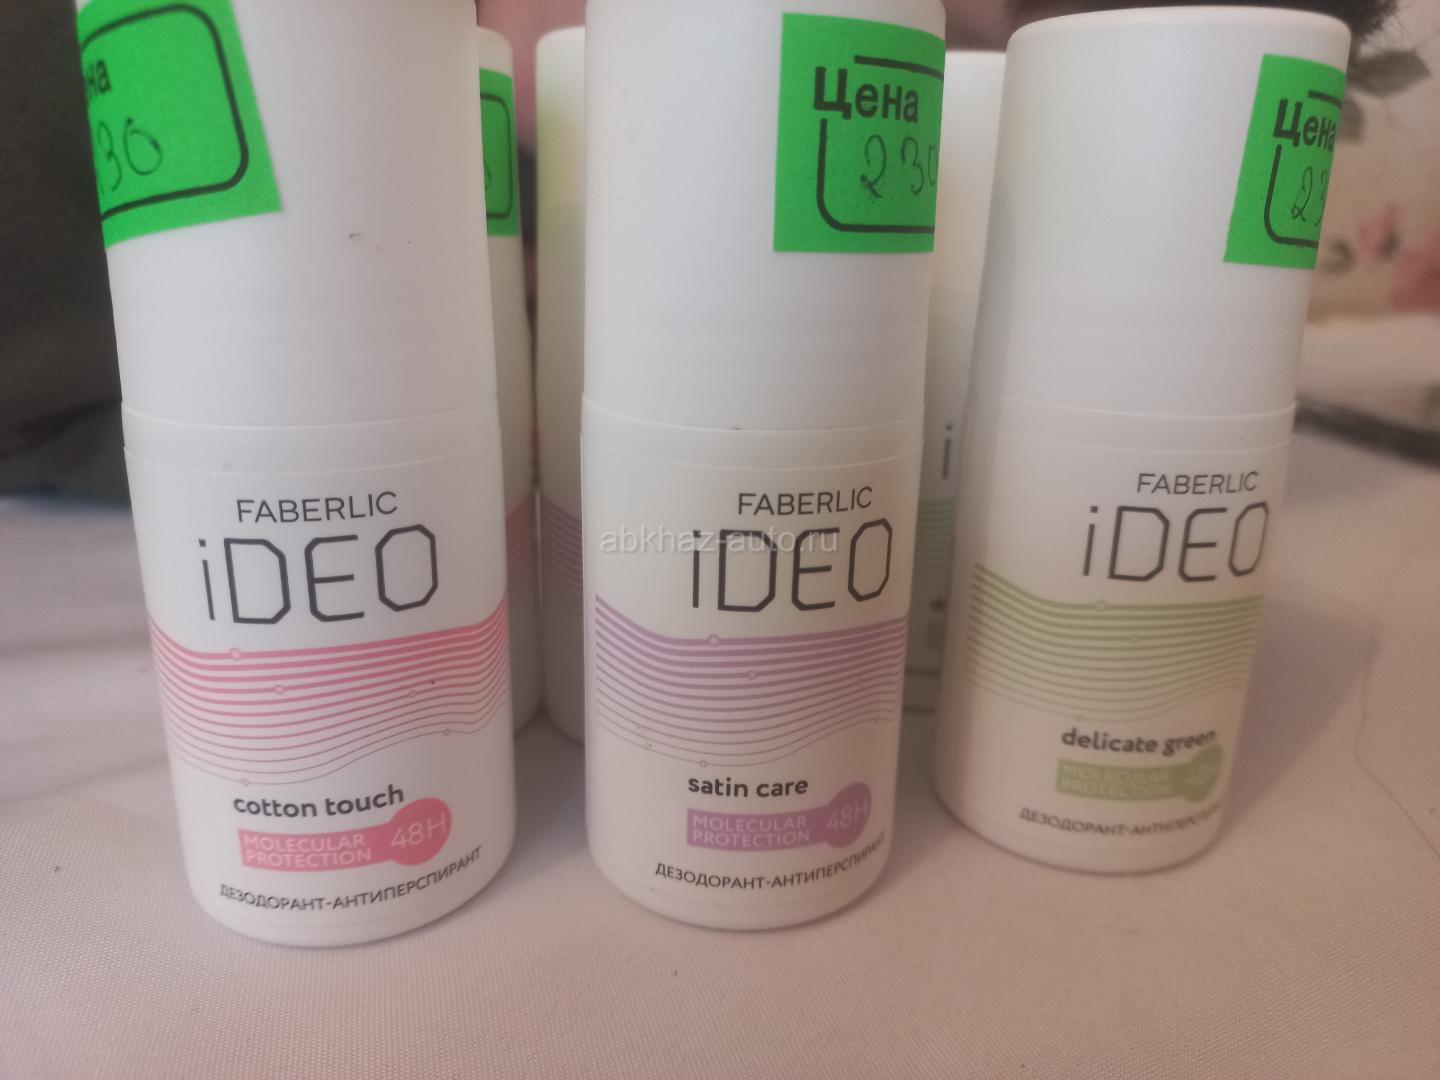 Цена
230
Цена
FABERLIC
iDEO
cotton touch
MOLECULAR
PROTECTION
48H
ДЕЗОДОРАНТ-АНТИПЕРСПИРАНТ
FABERLIC
iDEO
satin care
MOLECULAR
PROTECTION
48H
ДЕЗОДОРАНТ-АНТИПЕРСПИРАНТ
FABERLIC
iDEO
delicate green
MOLECULAR
PROTECTION
48H
ДЕЗОДОРАНТ-АНТИПЕРСПИРАНТ
abkhaz-auto.ru